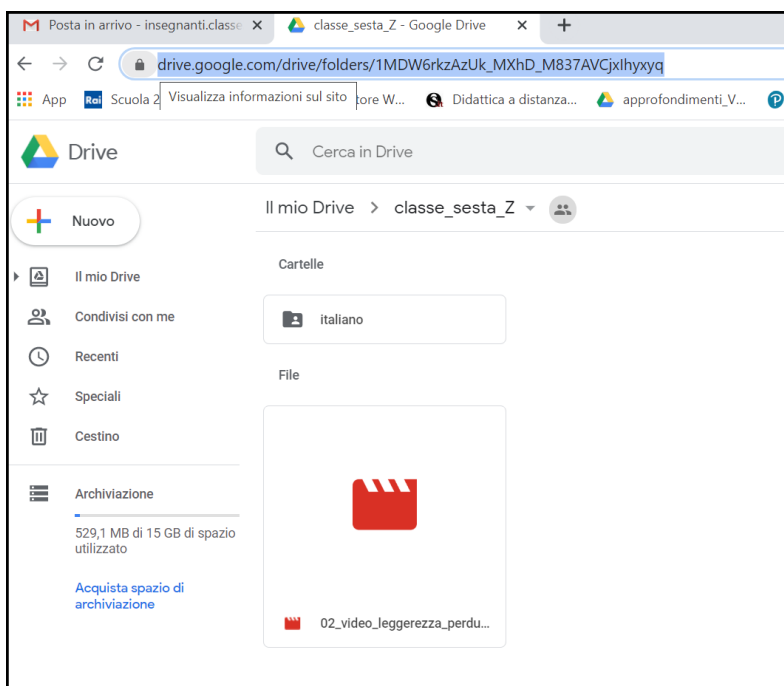 Posta in arrivo - insegnanti.classe
classe_sesta_Z - Google Drive
drive.google.com/drive/folders/1MDW6rkzAzUk_MXhD_M837AVCjxIhyxyq
App Rai Scuola 2 Visualizza informazioni sul sito tore W... Didattica a distanza... approfondimenti_V...
Drive
Cerca in Drive
Nuovo
Il mio Drive > classe_sesta_Z
Il mio Drive
Condivisi con me
Recenti
Speciali
Cestino
Archiviazione
529,1 MB di 15 GB di spazio
utilizzato
Acquista spazio di
archiviazione
Cartelle
italiano
File
02_video_leggerezza_perdu...